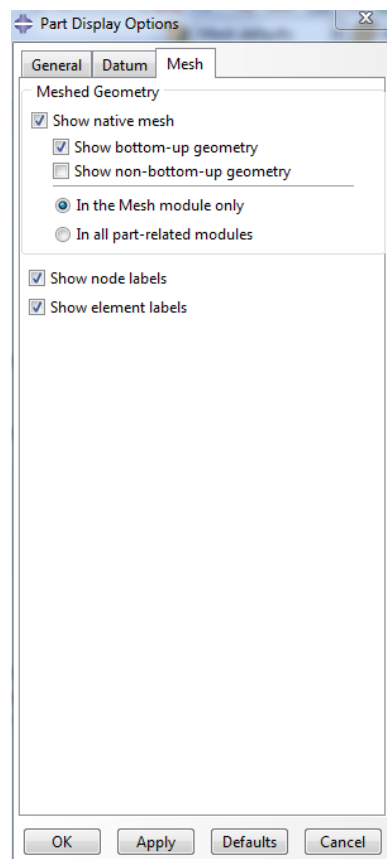 Part Display Options
General Datum Mesh
Meshed Geometry
Show native mesh
Show bottom-up geometry
Show non-bottom-up geometry
In the Mesh module only
In all part-related modules
Show node labels
Show element labels
OK Apply Defaults Cancel